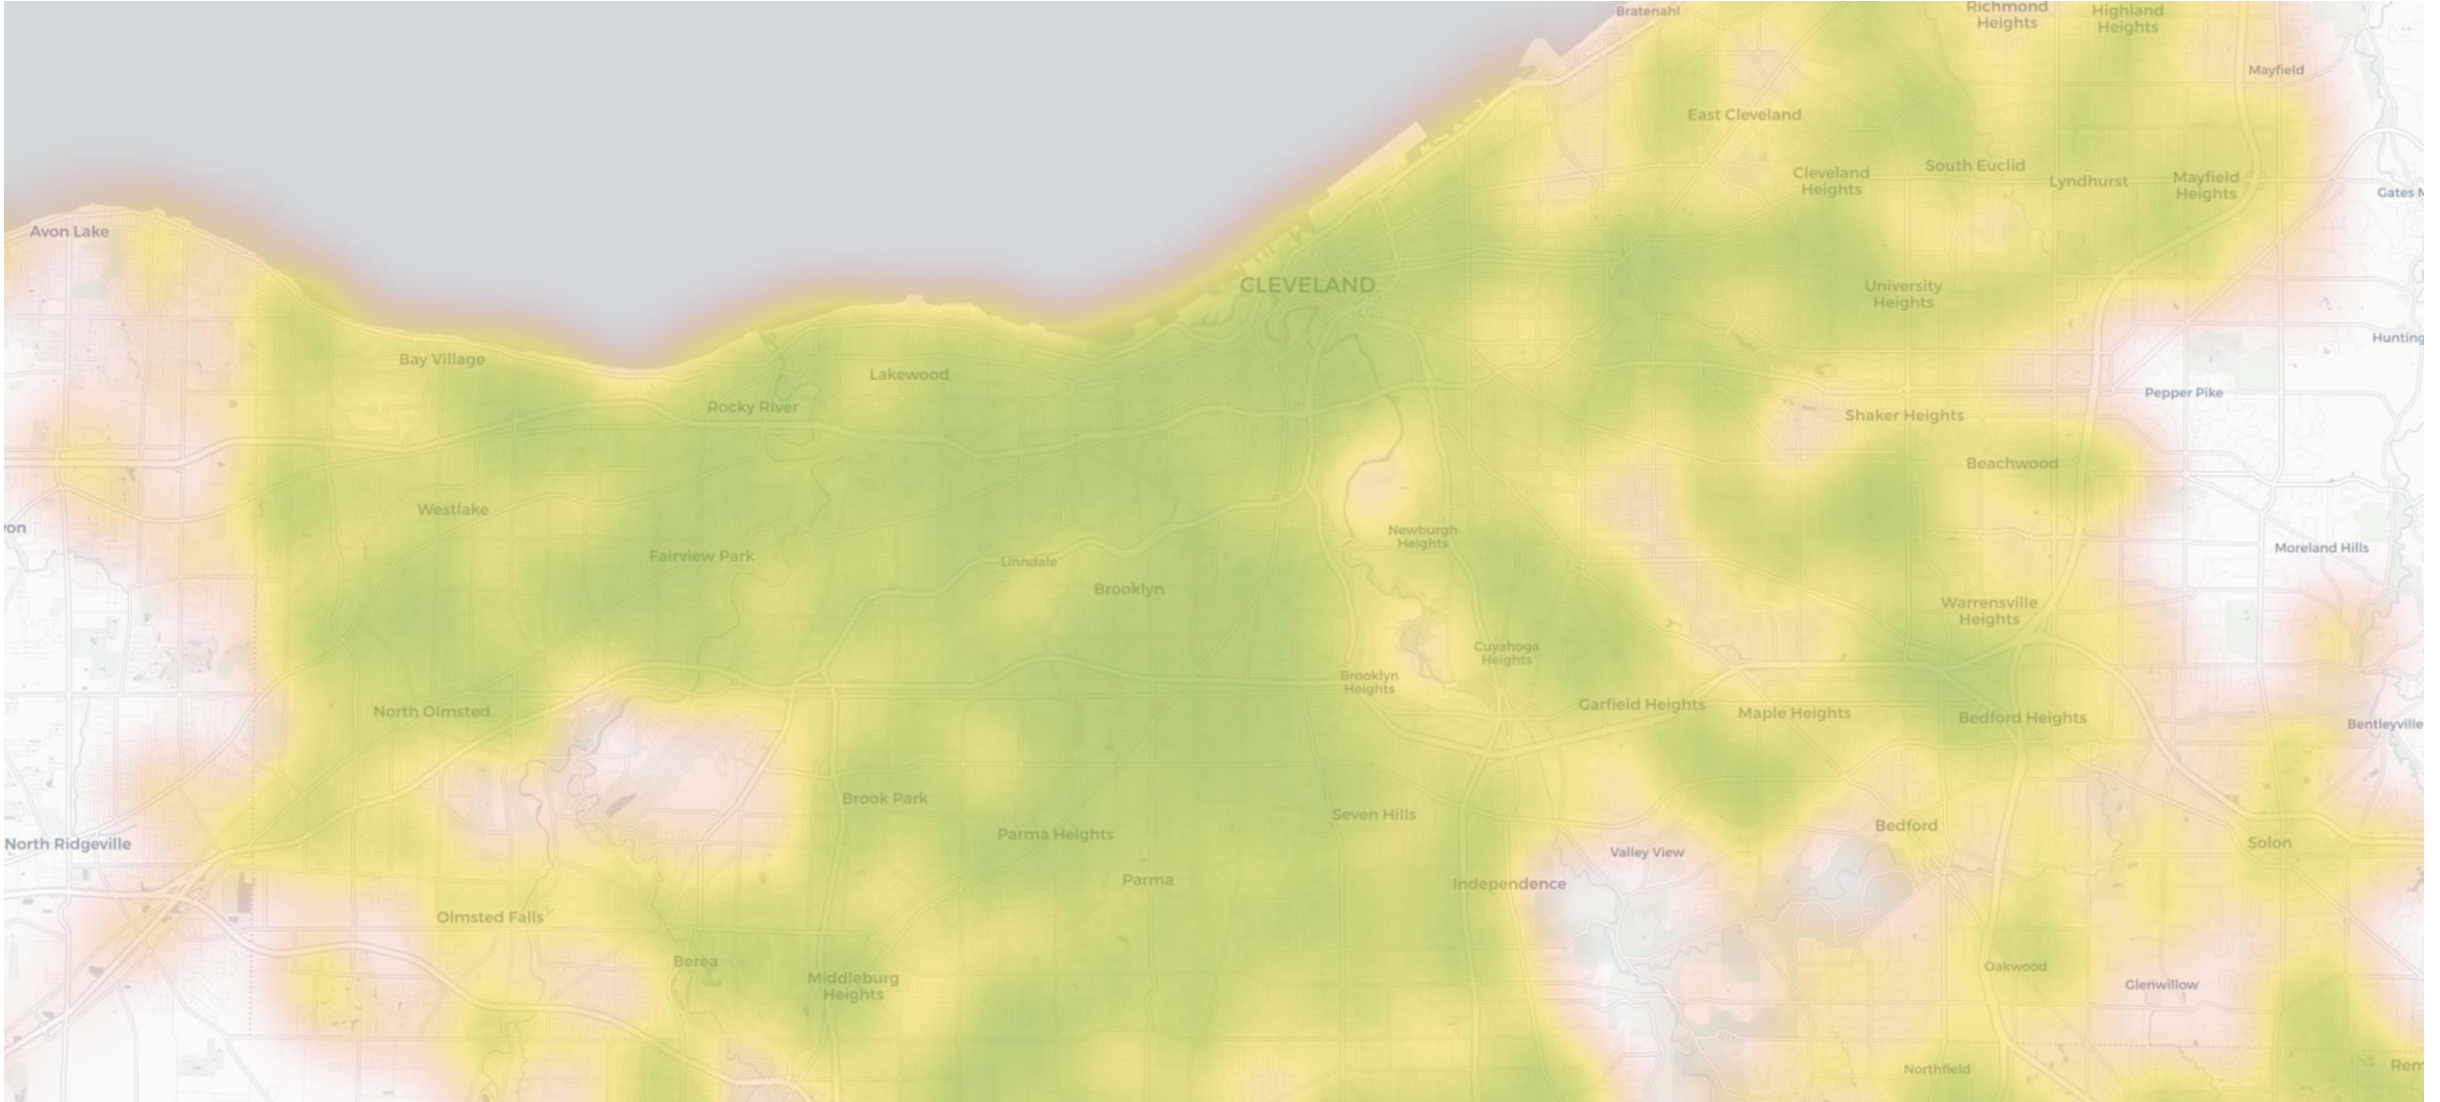 Bratenahl
Richmond
Heights
Highland
Heights
Mayfield
East Cleveland
Cleveland
Heights
South Euclid
Lyndhurst
Mayfield
Heights
Gates M
Avon Lake
CLEVELAND
University
Heights
Hunting
Bay Village
Lakewood
Rocky River
Pepper Pike
Shaker Heights
Beachwood
Westlake
von
Newburgh
Heights
Moreland Hills
Fairview Park
Linndale
Brooklyn
Warrensville
Heights
Cuyahoga
Heights
Brooklyn
Heights
North Olmsted
Garfield Heights
Maple Heights
Bedford Heights
Bentleyville
Brook Park
Seven Hills
Parma Heights
Bedford
North Ridgeville
Solon
Valley View
Parma
Independence
Olmsted Falls
Berea
Middleburg
Heights
Oakwood
Glenwillow
Northfield
Rem